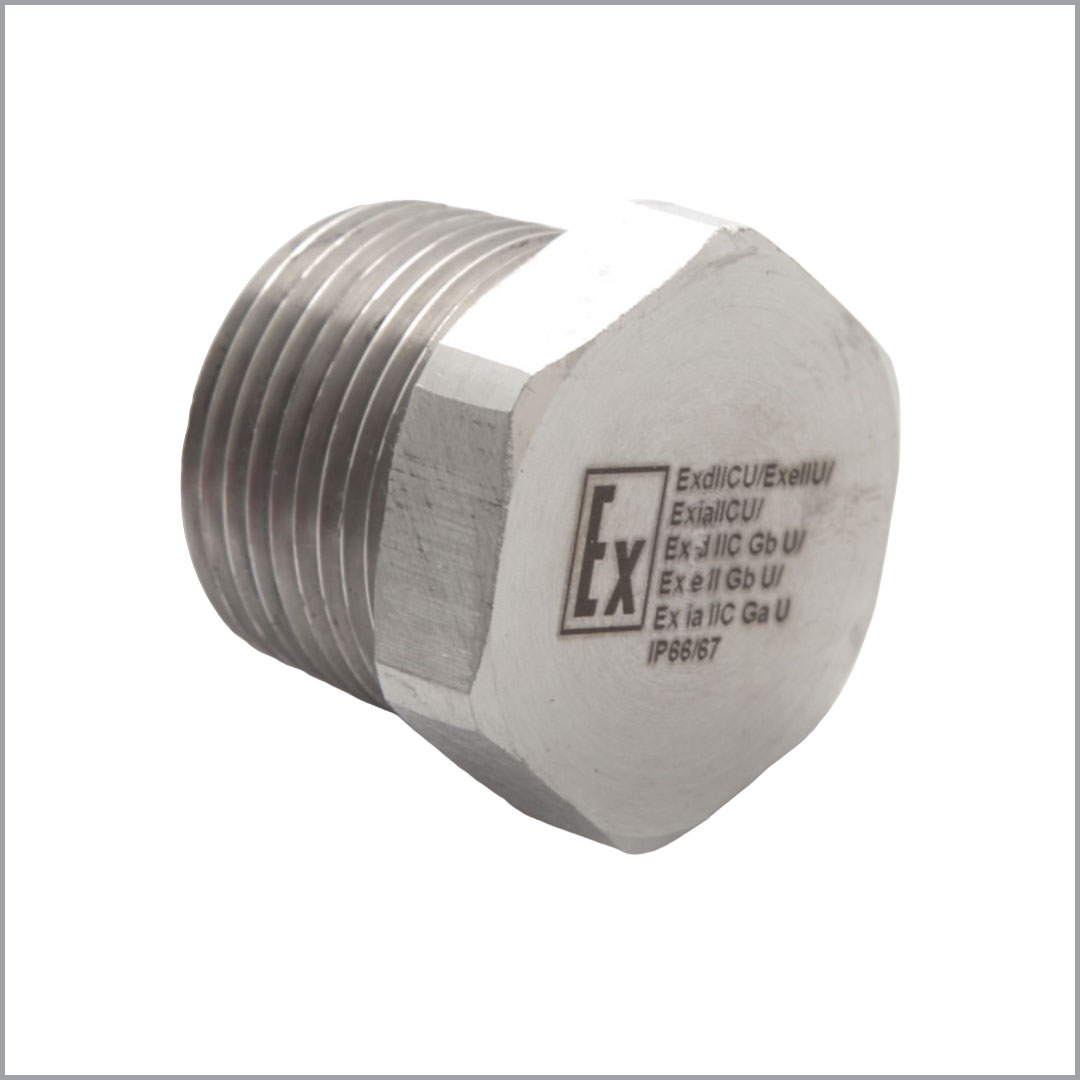 Ex
ExdIICU/ExeIIU/
ExiaIICU/
Ex d IIC Gb U/
Ex e II Gb U/
Ex ia IIC Ga U
IP66/67